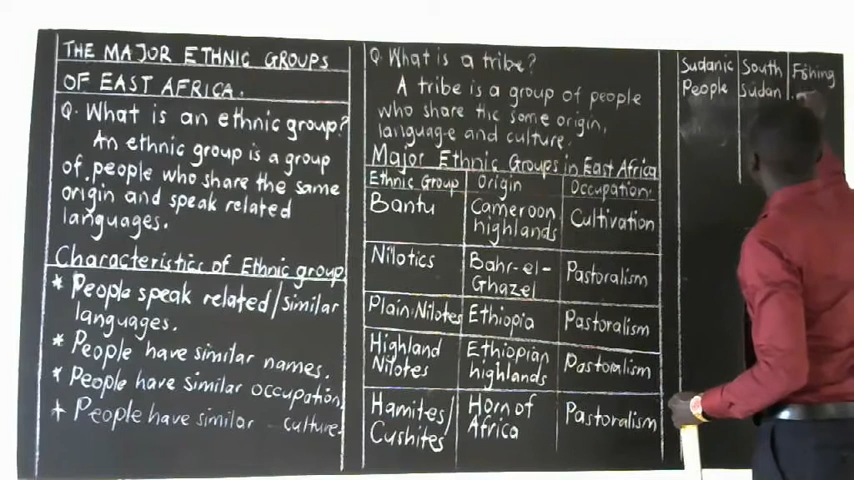 THE MAJOR ETHNIC GROUPS
OF EAST AFRICA.
Q. What is an ethnic group?
An ethnic group is a group
of people who share the same
origin and speak related
languages.
Characteristics of Ethnic group
* People speak related/similar
languages.
* People have similar names.
* People have similar occupation.
* People have similar culture.
Q. What is a tribe?
A tribe is a group of people
who share the same origin,
language and culture.
Major Ethnic Groups in East Africa
Ethnic Group Origin Occupation
Bantu Cameroon Cultivation
highlands
Nilotics Bahr-el- Pastoralism
Ghazel
Plain Nilotes Ethiopia Pastoralism
Highland Ethiopian Pastoralism
Nilotes highlands
Hamites/ Horn of Pastoralism
Cushites Africa
Sudanic South Fishing
People Sudan